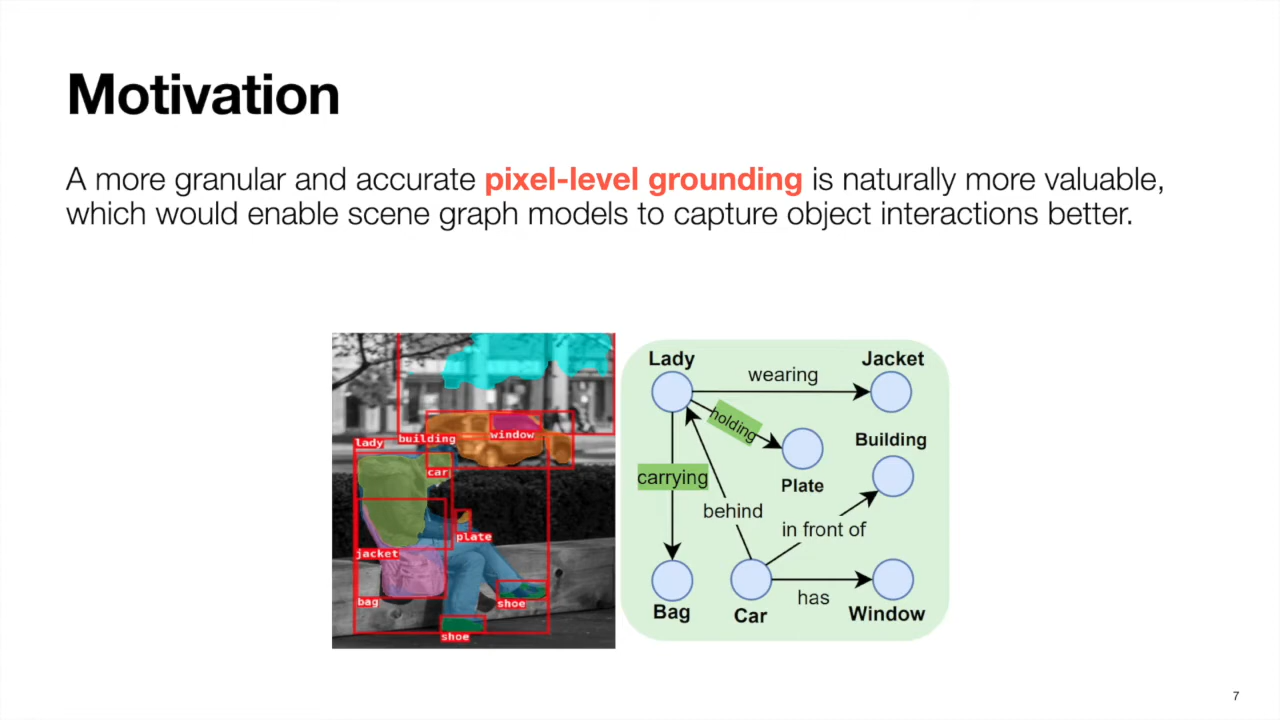 Motivation
A more granular and accurate pixel-level grounding is naturally more valuable,
which would enable scene graph models to capture object interactions better.
lady
building
window
car
plate
jacket
bag
shoe
shoe
Lady
Jacket
wearing
holding
Building
carrying
Plate
behind
in front of
has
Bag
Car
Window
7